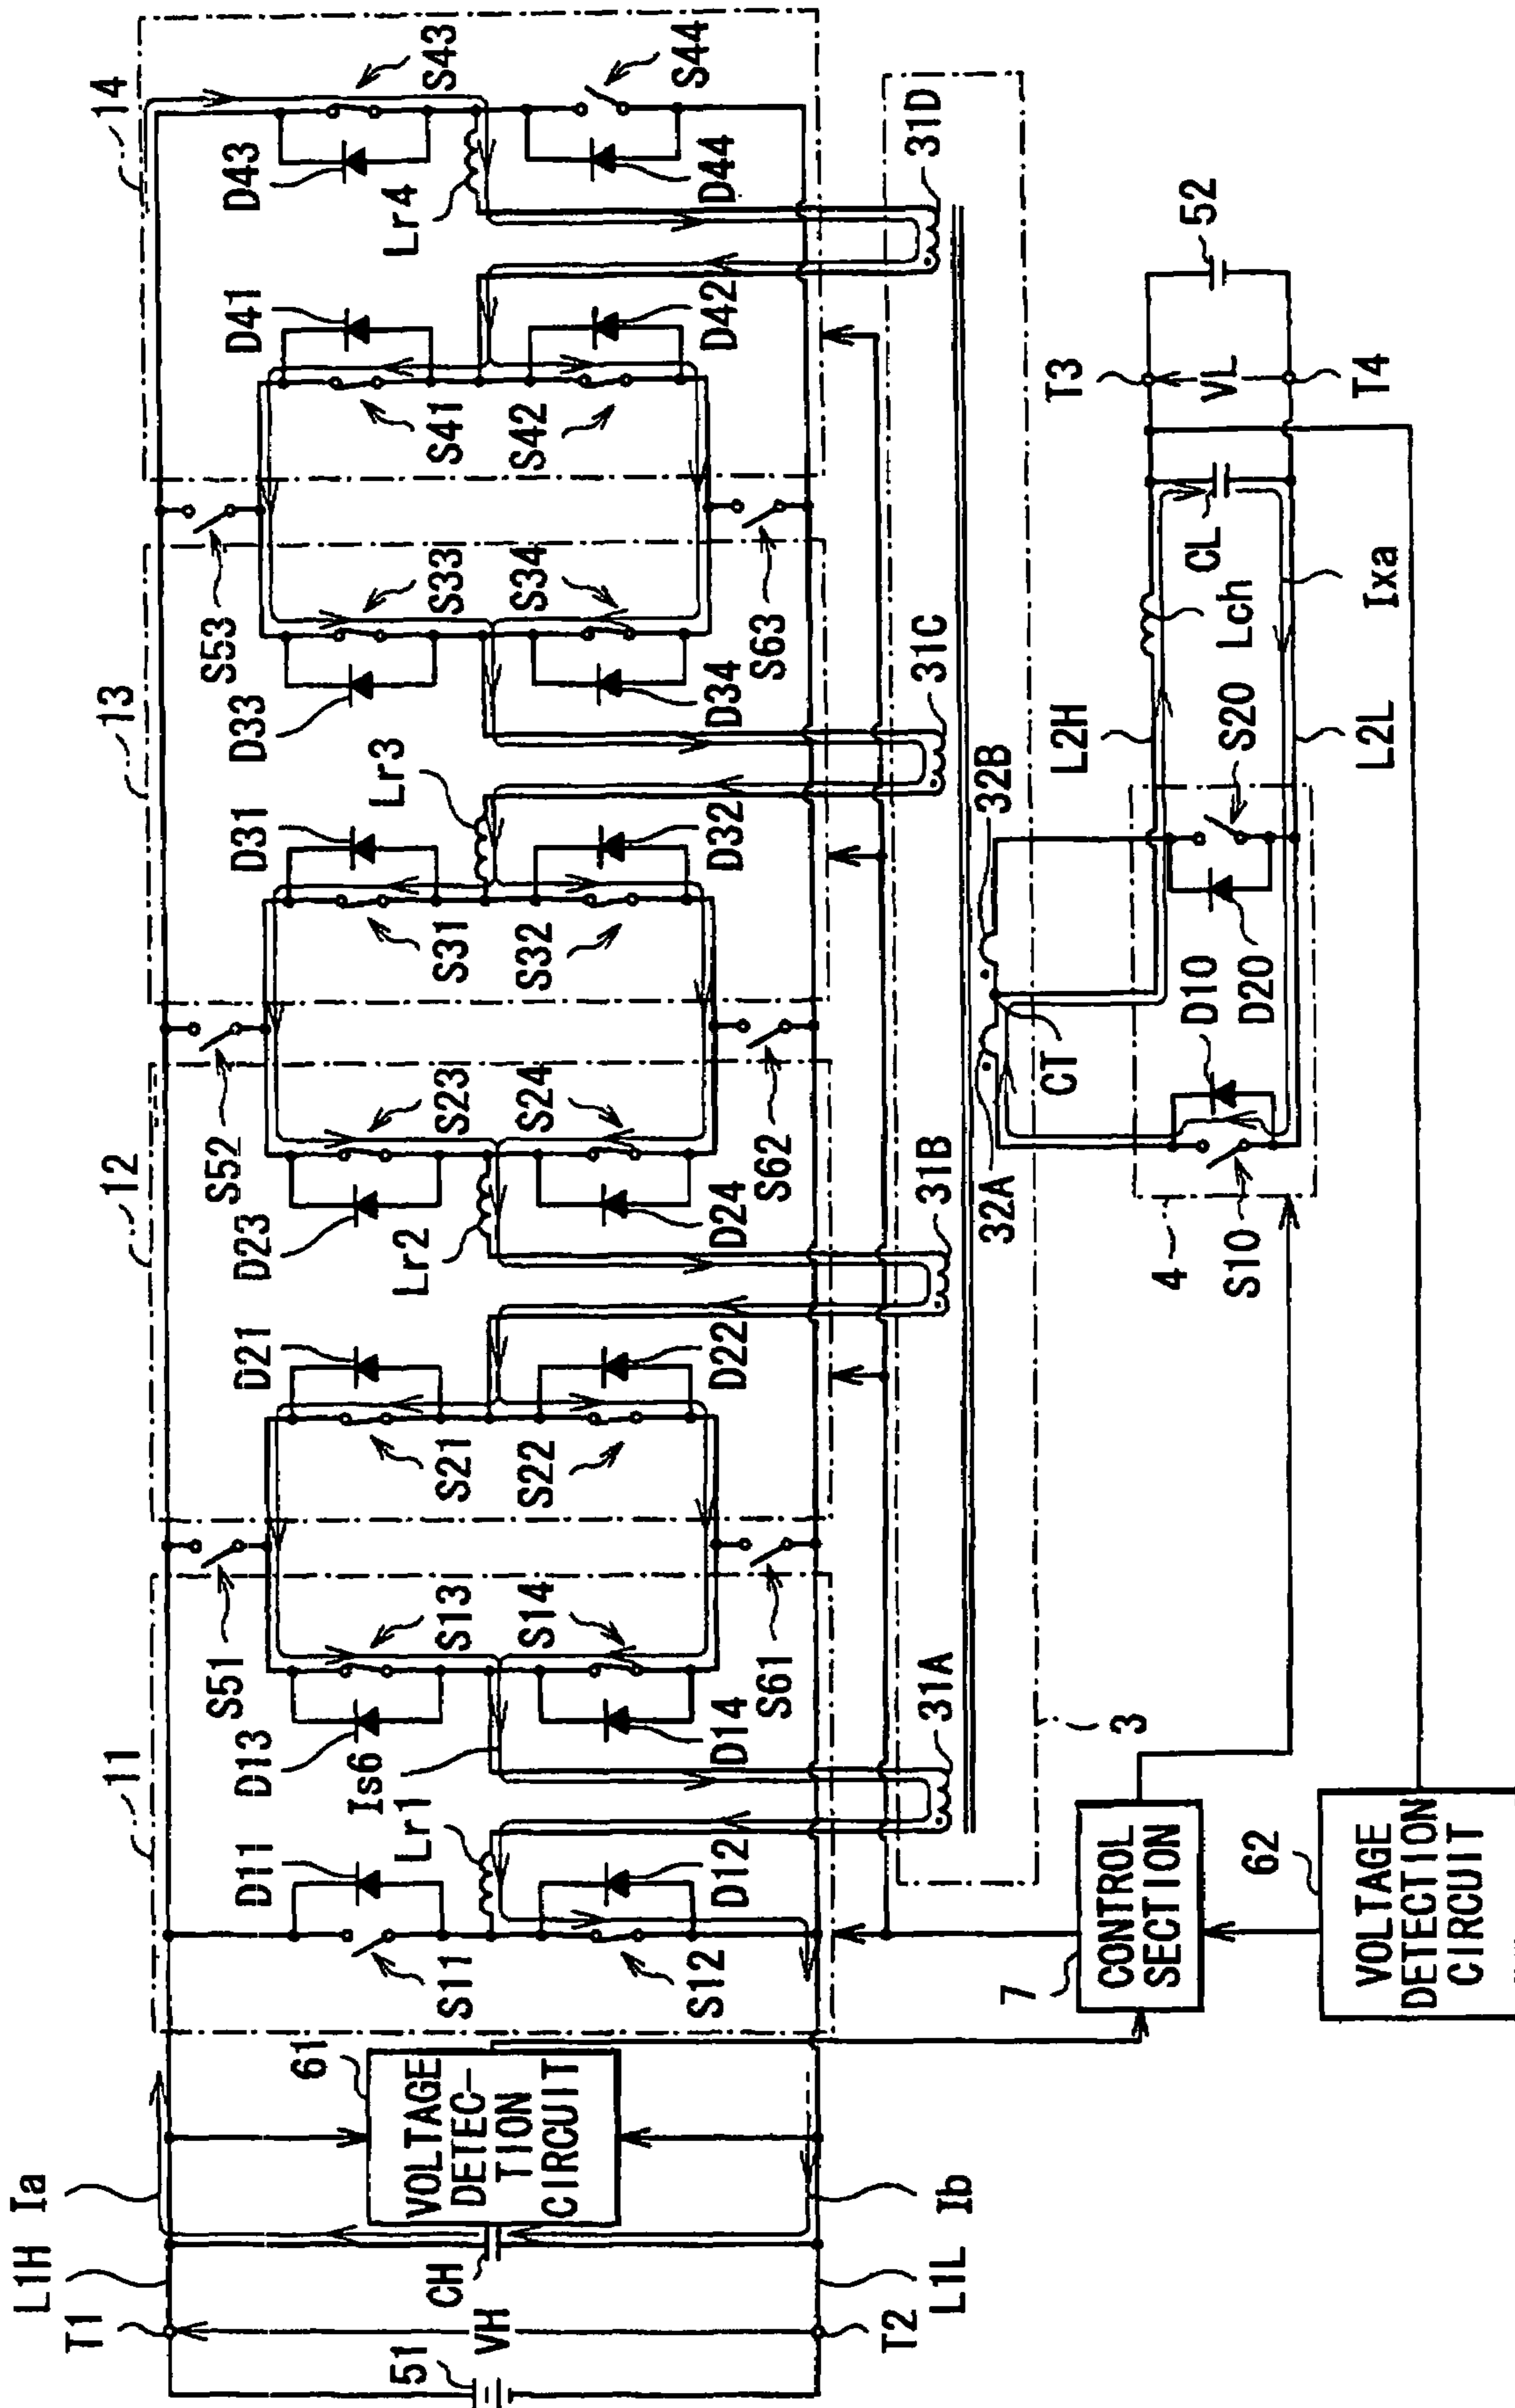 L1H
Ia
T1
51
VH
T2
CH
L1L
Ib
61
VOLTAGE
DETEC-
TION
CIRCUIT
11
D11
S11
Lr1
Is6
S12
D12
D13
S13
S14
D14
S51
S61
31A
12
D21
S21
S22
D22
31B
Lr2
D23
S23
S24
D24
S52
S62
13
D31
S31
S32
D32
Lr3
31C
D33
S33
S34
D34
S53
S63
14
D41
S41
S42
D42
Lr4
31D
D43
S43
D44
S44
3
32A
32B
CT
4
S10
D10
D20
S20
L2H
L2L
Lch
CL
Ixa
T3
VL
T4
52
7
CONTROL
SECTION
62
VOLTAGE
DETECTION
CIRCUIT